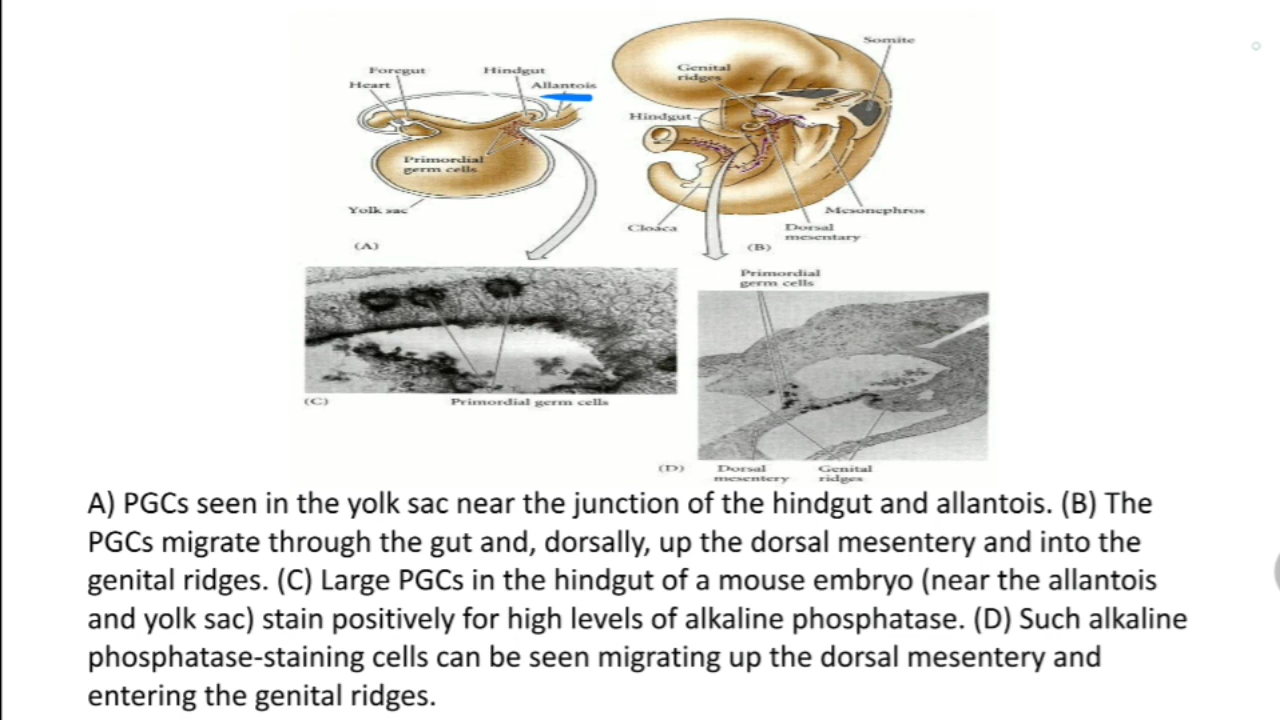 Somite
Foregut
Hindgut
Genital
ridges
Heart
Allantois
Hindgut
Primordial
germ cells
Yolk sac
Mesonephros
Cloaca
Dorsal
mesentary
(A)
(B)
Primordial
germ cells
(C)
Primordial germ cells
(D)
Dorsal
mesentery
Genital
ridges
A) PGCs seen in the yolk sac near the junction of the hindgut and allantois. (B) The
PGCs migrate through the gut and, dorsally, up the dorsal mesentery and into the
genital ridges. (C) Large PGCs in the hindgut of a mouse embryo (near the allantois
and yolk sac) stain positively for high levels of alkaline phosphatase. (D) Such alkaline
phosphatase-staining cells can be seen migrating up the dorsal mesentery and
entering the genital ridges.